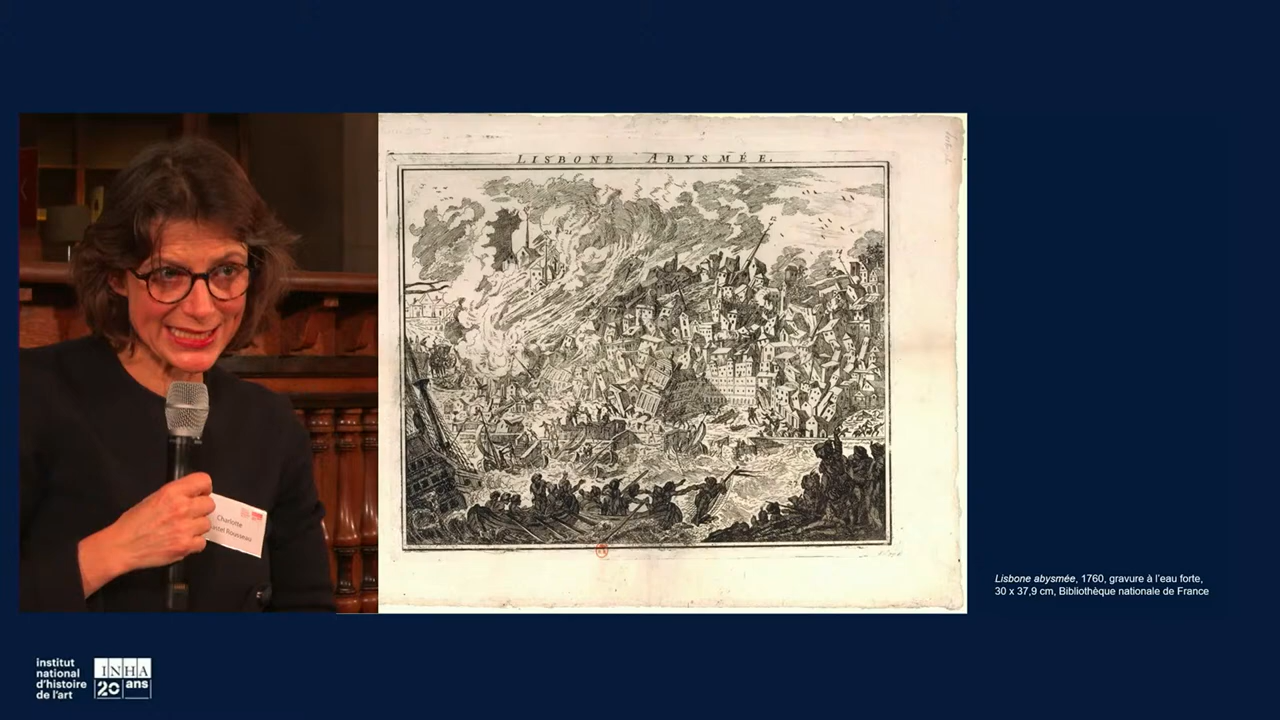 LISBONE ABYSMÉE.
Charlotte
Rousseau
Lisbone abysmée, 1760, gravure à l'eau forte,
30 x 37,9 cm, Bibliothèque nationale de France
institut
national
d'histoire
de l'art
INHA
20 ans